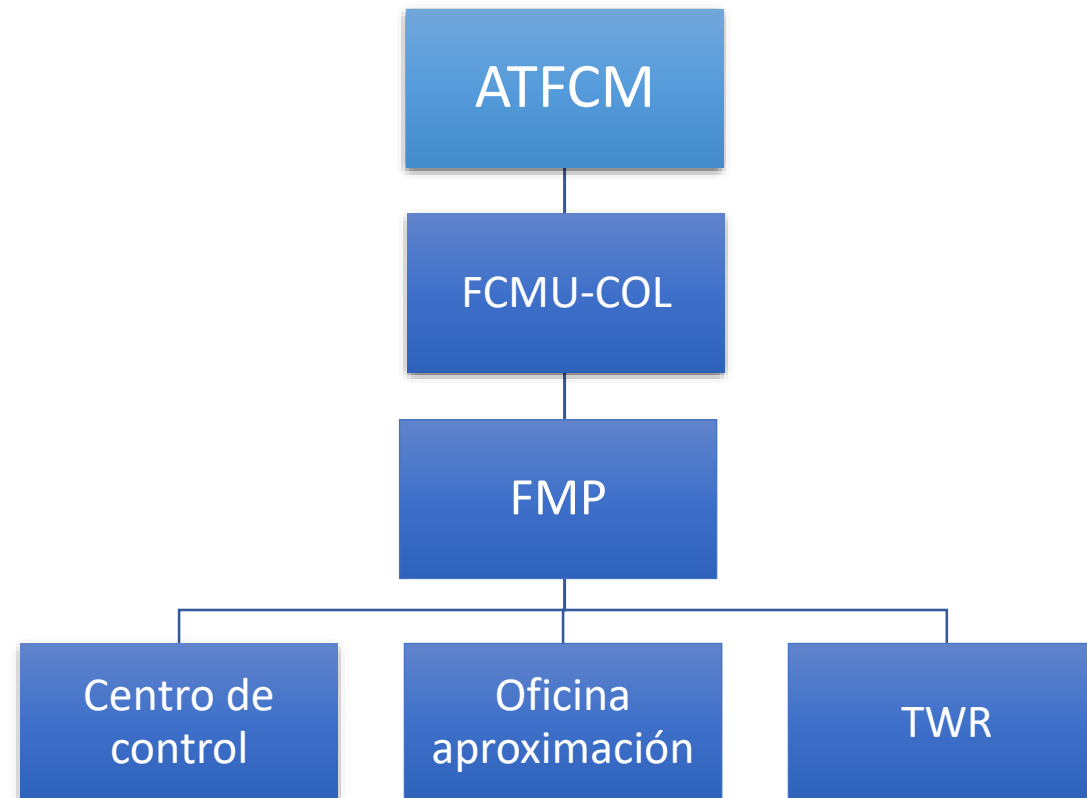 ATFCM
FCMU-COL
FMP
Centro de
control
Oficina
aproximación
TWR